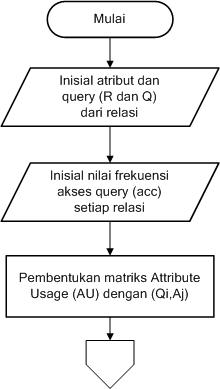 Mulai
Inisial atribut dan
query (R dan Q)
dari relasi
Inisial nilai frekuensi
akses query (acc)
setiap relasi
Pembentukan matriks Attribute
Usage (AU) dengan (Qi,Aj)